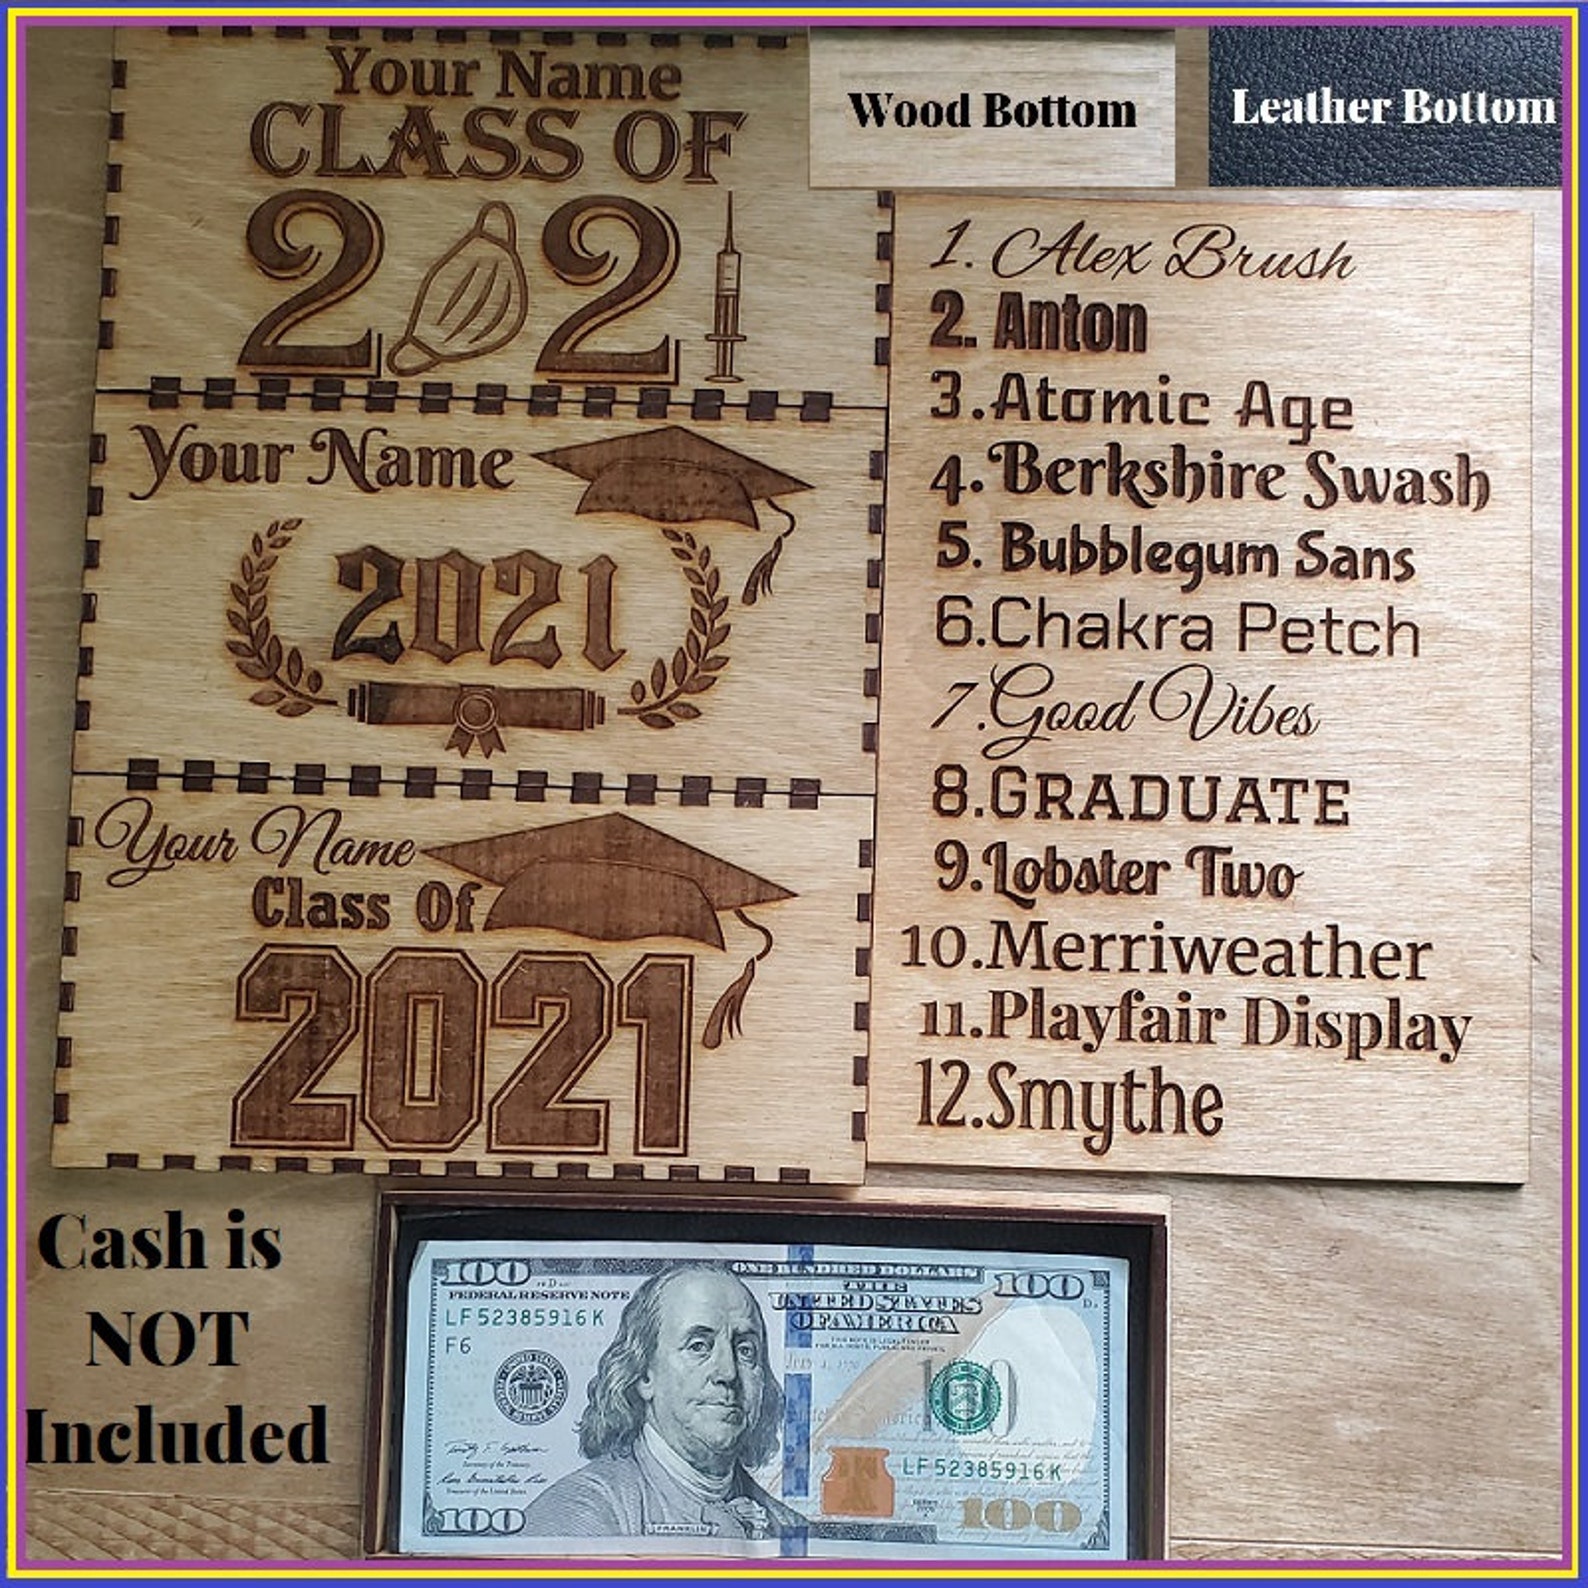 Your Name
CLASS OF
2021
Your Name
2021
Your Name
Class Of
2021
Wood Bottom
Leather Bottom
1. Alex Brush
2. Anton
3. Atomic Age
4. Berkshire Swash
5. Bubblegum Sans
6. Chakra Petch
7. Good Vibes
8. GRADUATE
9. Lobster Two
10. Merriweather
11. Playfair Display
12. Smythe
Cash is
NOT
Included
100
FEDERAL RESERVE NOTE
LF 52385916 K
F6
ONE HUNDRED DOLLARS
THE
UNITED STATES
OF AMERICA
100
100
LF 52385916 K
100
FRANKLIN
100